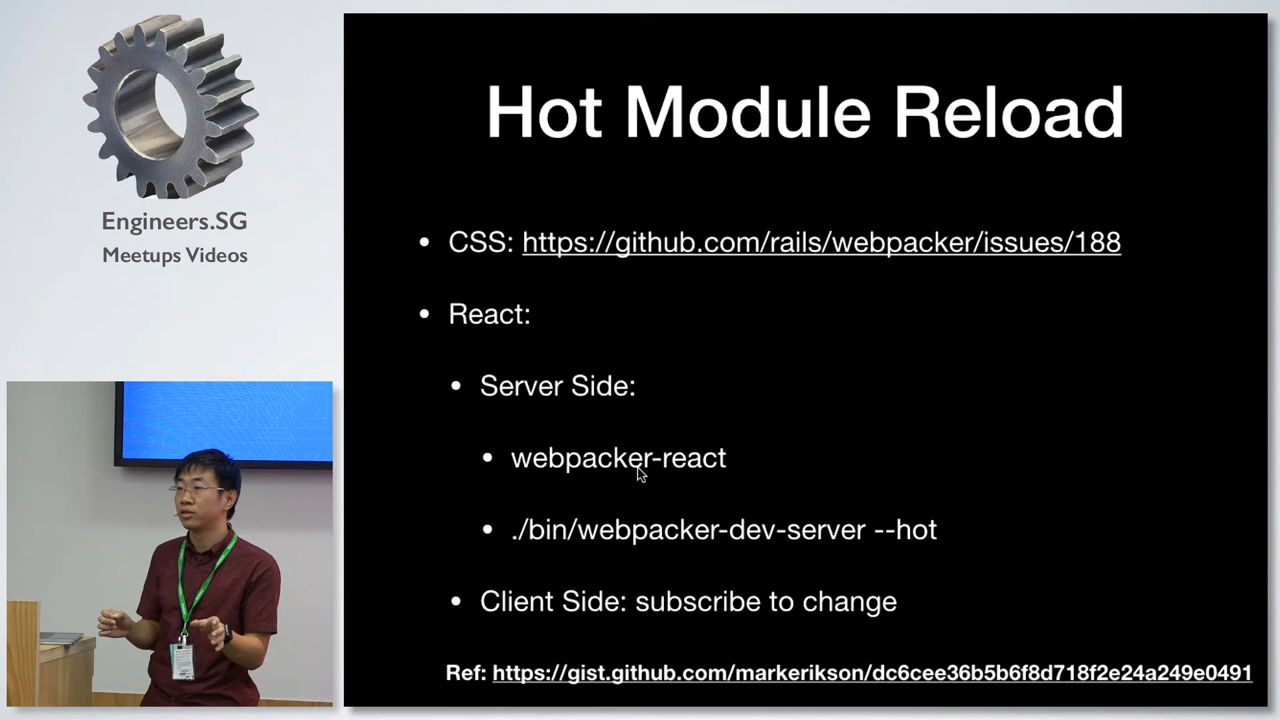 Engineers.SG
Meetups Videos
Hot Module Reload
• CSS: https://github.com/rails/webpacker/issues/188
• React:
• Server Side:
• webpacker-react
• ./bin/webpacker-dev-server --hot
• Client Side: subscribe to change
Ref: https://gist.github.com/markerikson/dc6cee36b5b6f8d718f2e24a249e0491